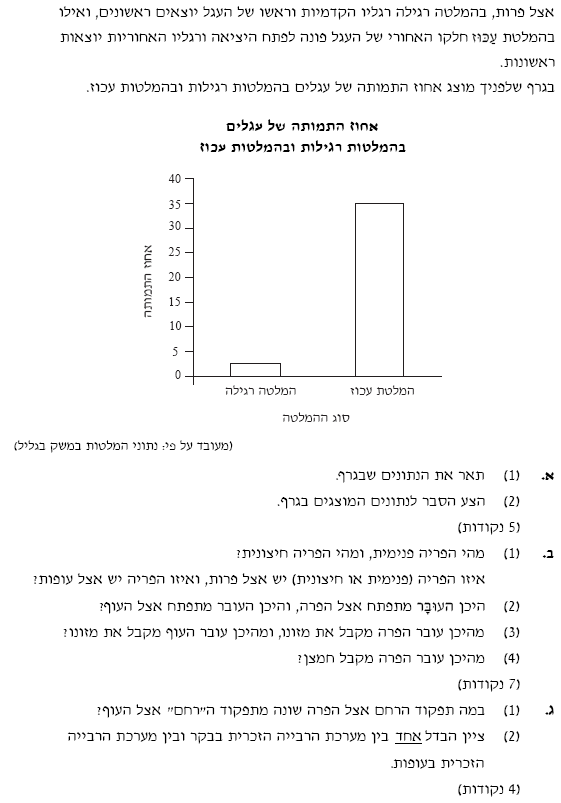 אצל פרות, בהמלטה רגילה רגליו הקדמיות וראשו של העגל יוצאים ראשונים, ואילו
בהמלטת עַכּוּז חלקו האחורי של העגל פונה לפתח היציאה ורגליו האחוריות יוצאות
ראשונות.
בגרף שלפניך מוצג אחוז התמותה של עגלים בהמלטות רגילות ובהמלטות עכוז.
אחוז התמותה של עגלים
בהמלטות רגילות ובהמלטות עכוז
40
35
30
25
20
15
10
5
0
אחוז התמותה
המלטה רגילה
המלטת עכוז
סוג ההמלטה
(מעובד על פי: נתוני המלטות במשק בגליל)
א. (1) תאר את הנתונים שבגרף.
(2) הצע הסבר לנתונים המוצגים בגרף.
(5 נקודות)
ב. (1) מהי הפריה פנימית, ומהי הפריה חיצונית?
איזו הפריה (פנימית או חיצונית) יש אצל פרות, ואיזו הפריה יש אצל עופות?
(2) היכן העוּבָּר מתפתח אצל הפרה, והיכן העובר מתפתח אצל העוף?
(3) מהיכן עובר הפרה מקבל את מזונו, ומהיכן עובר העוף מקבל את מזונו?
(4) מהיכן עובר הפרה מקבל חמצן?
(7 נקודות)
ג. (1) במה תפקוד הרחם אצל הפרה שונה מתפקוד ה"רחם" אצל העוף?
(2) ציין הבדל אחד בין מערכת הרבייה הזכרית בבקר ובין מערכת הרבייה
הזכרית בעופות.
(4 נקודות)